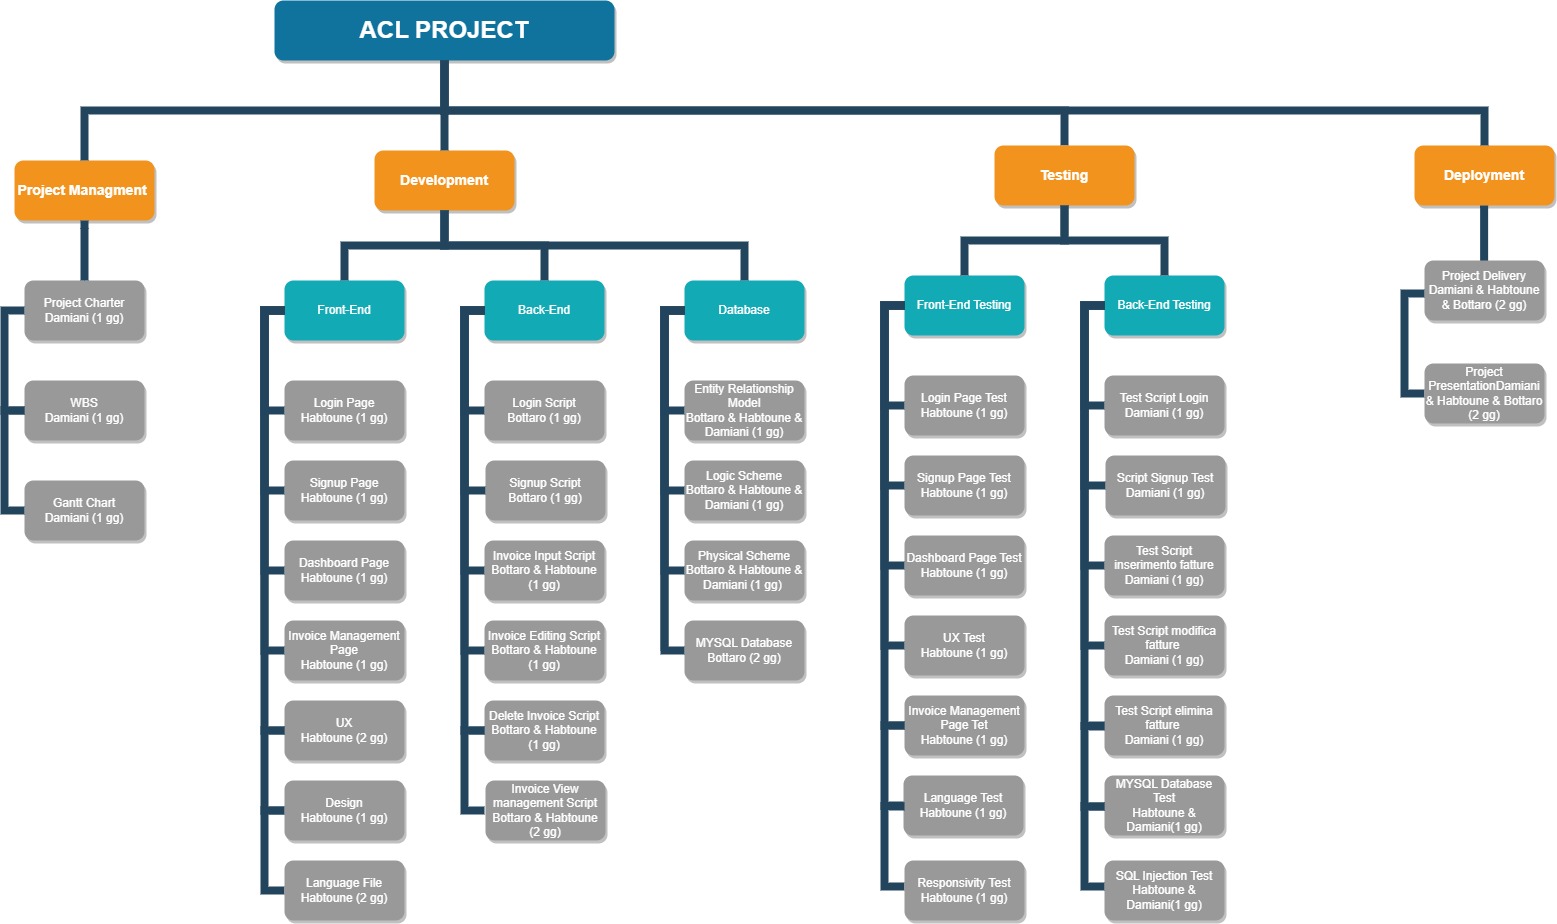 ACL PROJECT
Project Managment
Development
Testing
Deployment
Project Charter
Damiani (1 gg)
WBS
Damiani (1 gg)
Gantt Chart
Damiani (1 gg)
Front-End
Login Page
Habtoune (1 gg)
Signup Page
Habtoune (1 gg)
Dashboard Page
Habtoune (1 gg)
Invoice Management
Page
Habtoune (1 gg)
UX
Habtoune (2 gg)
Design
Habtoune (1 gg)
Language File
Habtoune (2 gg)
Back-End
Login Script
Bottaro (1 gg)
Signup Script
Bottaro (1 gg)
Invoice Input Script
Bottaro & Habtoune
(1 gg)
Invoice Editing Script
Bottaro & Habtoune
(1 gg)
Delete Invoice Script
Bottaro & Habtoune
(1 gg)
Invoice View
management Script
Bottaro & Habtoune
(2 gg)
Database
Entity Relationship
Model
Bottaro & Habtoune &
Damiani (1 gg)
Logic Scheme
Bottaro & Habtoune &
Damiani (1 gg)
Physical Scheme
Bottaro & Habtoune &
Damiani (1 gg)
MYSQL Database
Bottaro (2 gg)
Front-End Testing
Login Page Test
Habtoune (1 gg)
Signup Page Test
Habtoune (1 gg)
Dashboard Page Test
Habtoune (1 gg)
UX Test
Habtoune (1 gg)
Invoice Management
Page Tet
Habtoune (1 gg)
Language Test
Habtoune (1 gg)
Responsivity Test
Habtoune (1 gg)
Back-End Testing
Test Script Login
Damiani (1 gg)
Script Signup Test
Damiani (1 gg)
Test Script
inserimento fatture
Damiani (1 gg)
Test Script modifica
fatture
Damiani (1 gg)
Test Script elimina
fatture
Damiani (1 gg)
MYSQL Database
Test
Habtoune &
Damiani(1 gg)
SQL Injection Test
Habtoune &
Damiani(1 gg)
Project Delivery
Damiani & Habtoune
& Bottaro (2 gg)
Project
PresentationDamiani
& Habtoune & Bottaro
(2 gg)